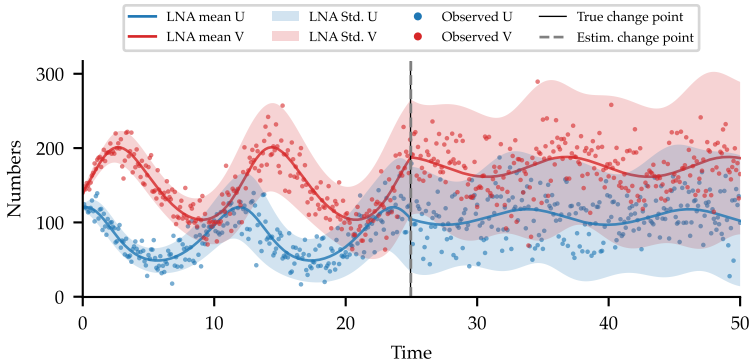 LNA mean U LNA Std. U Observed U True change point
LNA mean V LNA Std. V Observed V Estim. change point
300
200
100
0
Numbers
0 10 20 30 40 50
Time